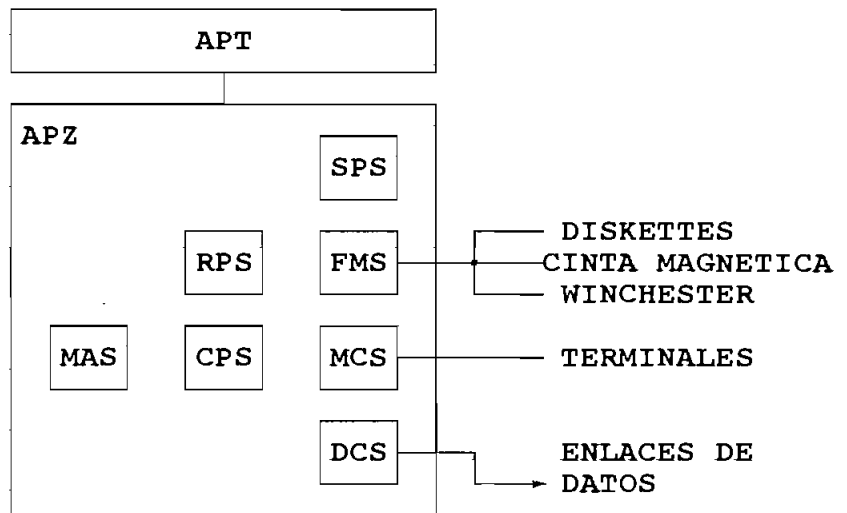 APT
APZ
SPS
RPS
FMS
DISKETTES
CINTA MAGNETICA
WINCHESTER
MAS
CPS
MCS
TERMINALES
DCS
ENLACES DE
DATOS